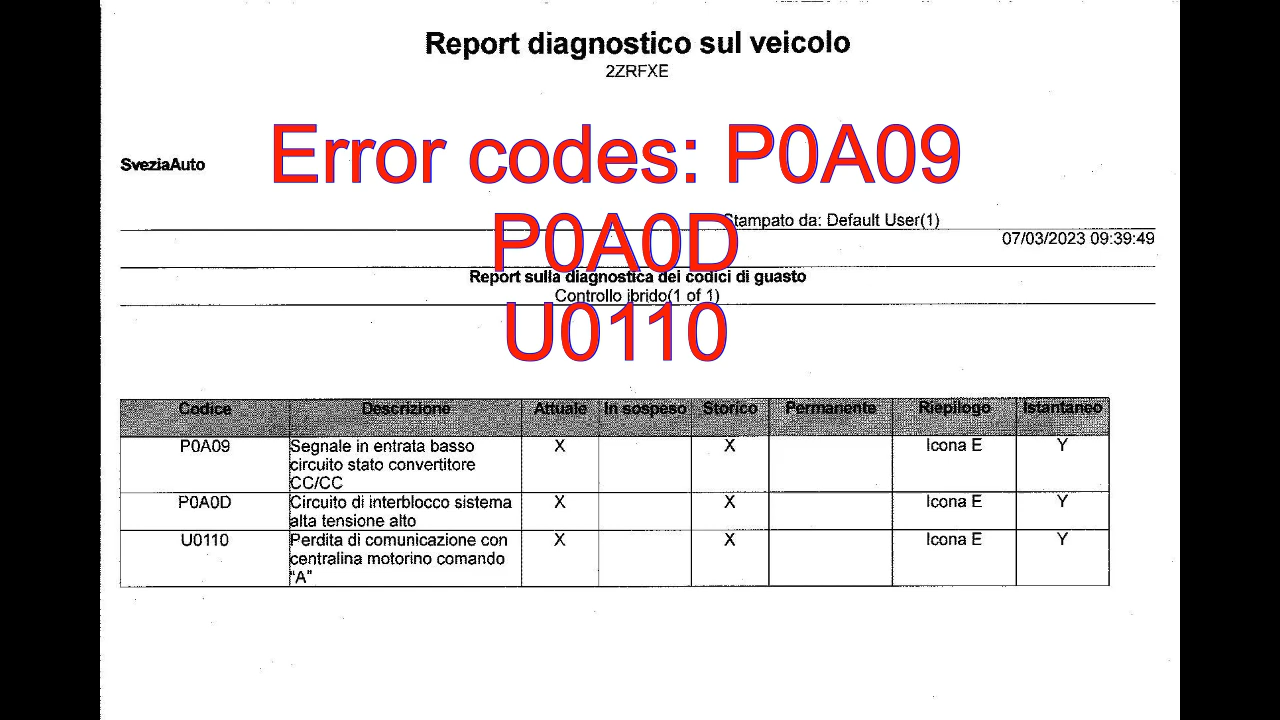 Report diagnostico sul veicolo
2ZRFXE
Error codes: P0A09
SveziaAuto
P0A0D
Stampato da: Default User(1)
07/03/2023 09:39:49
Report sulla diagnostica dei codici di guasto
Controllo ibrido(1 of 1)
U0110
Codice Descrizione Attuale In sospeso Storico Permanente Riepilogo Istantaneo
P0A09 Segnale in entrata basso X X Icona E Y
circuito stato convertitore
CC/CC
P0A0D Circuito di interblocco sistema X X Icona E Y
alta tensione alto
U0110 Perdita di comunicazione con X X Icona E Y
centralina motorino comando
"A"